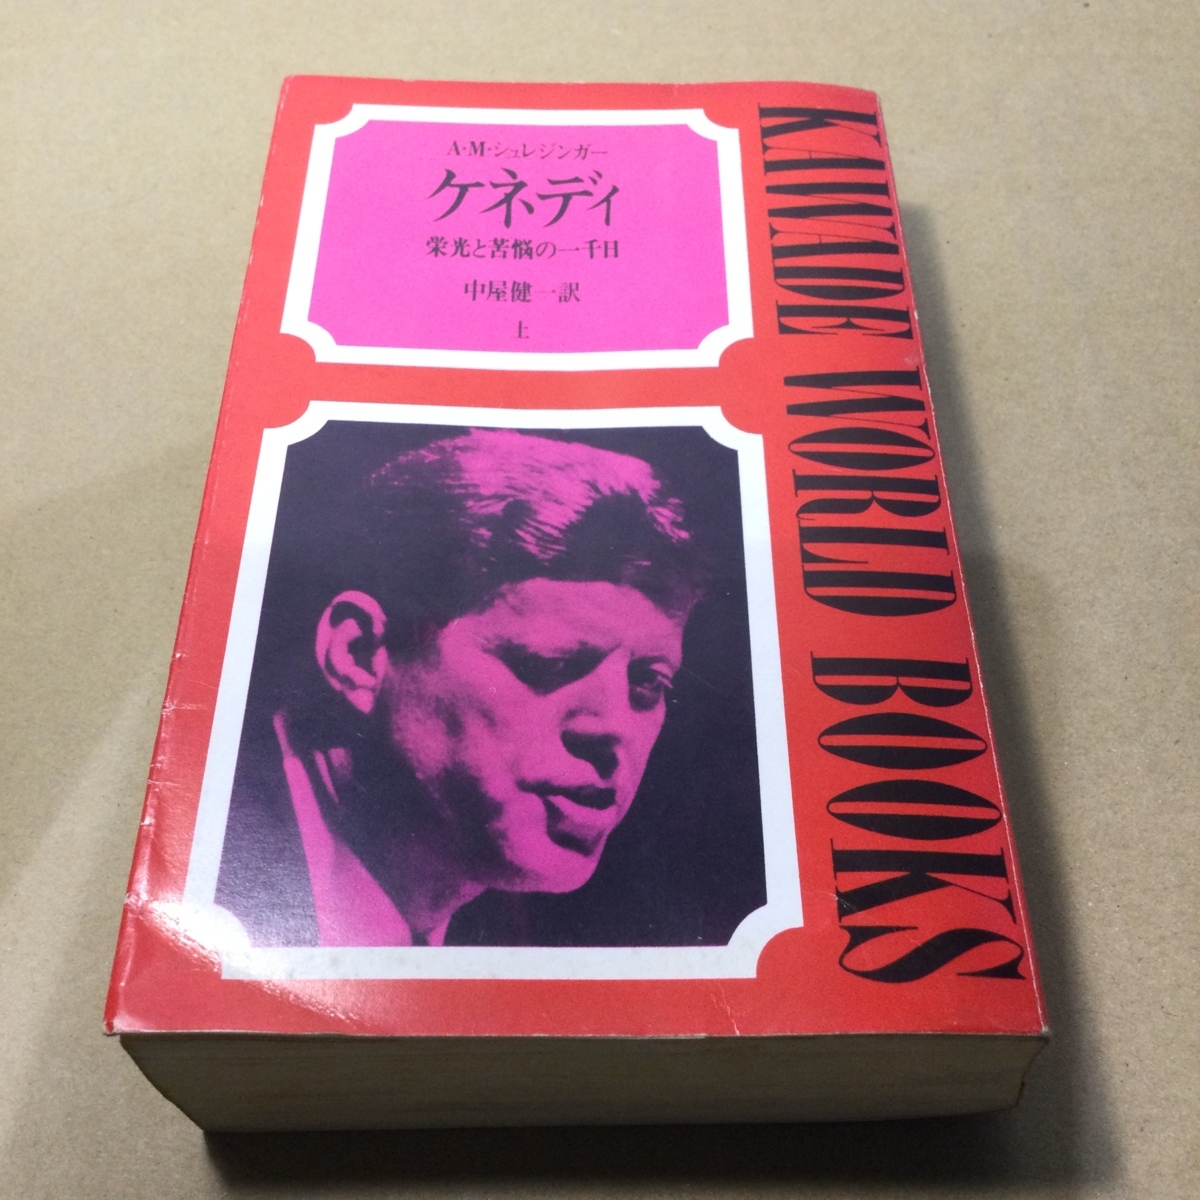 A・M・シュレジンガー
ケネディ
栄光と苦悩の一千日
中屋健一訳
上
KAWADE WORLD BOOKS